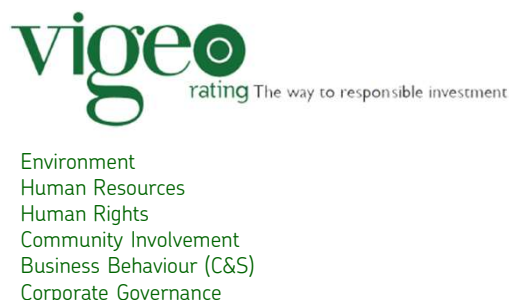 vigeo
rating The way to responsible investment
Environment
Human Resources
Human Rights
Community Involvement
Business Behaviour (C&S)
Corporate Governance